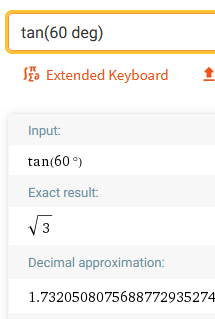 tan(60 deg)
Extended Keyboard
Input:
tan(60 °)
Exact result:
√3
Decimal approximation:
1.7320508075688772935274